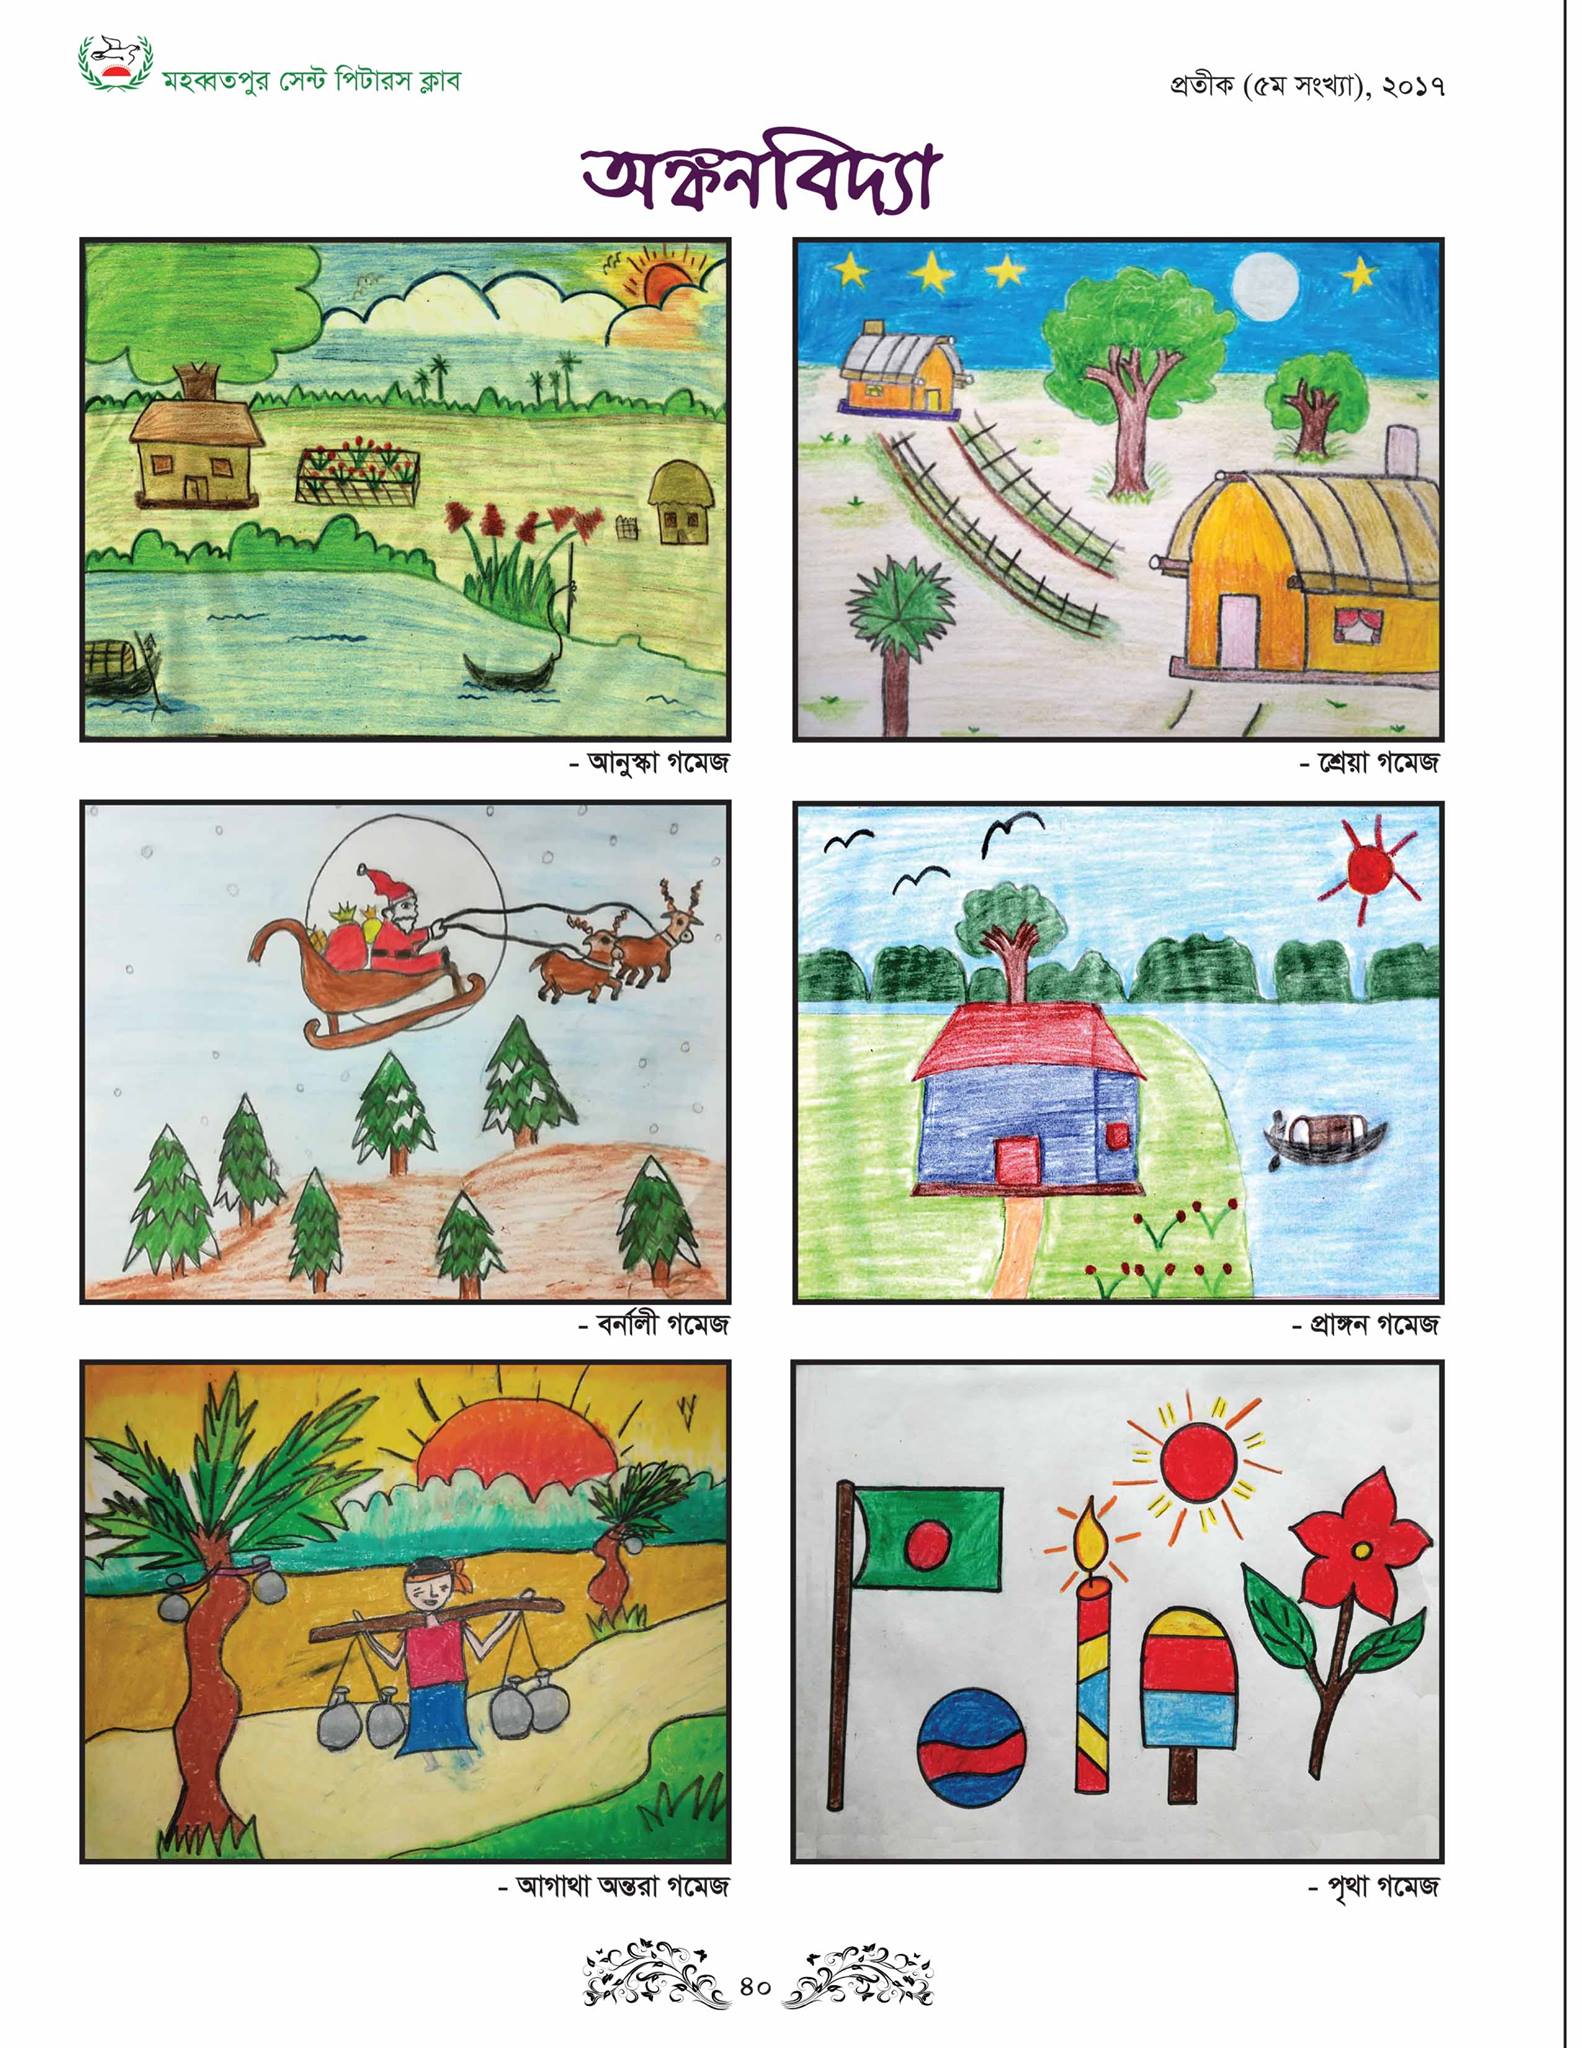 মহব্বতপুর সেন্ট পিটারস ক্লাব
প্রতীক (৫ম সংখ্যা), ২০১৭
অঙ্কনবিদ্যা
- আনুস্কা গমেজ
- শ্রেয়া গমেজ
- বর্নালী গমেজ
- প্রাঙ্গন গমেজ
- আগাথা অন্তরা গমেজ
- পৃথা গমেজ
৪০